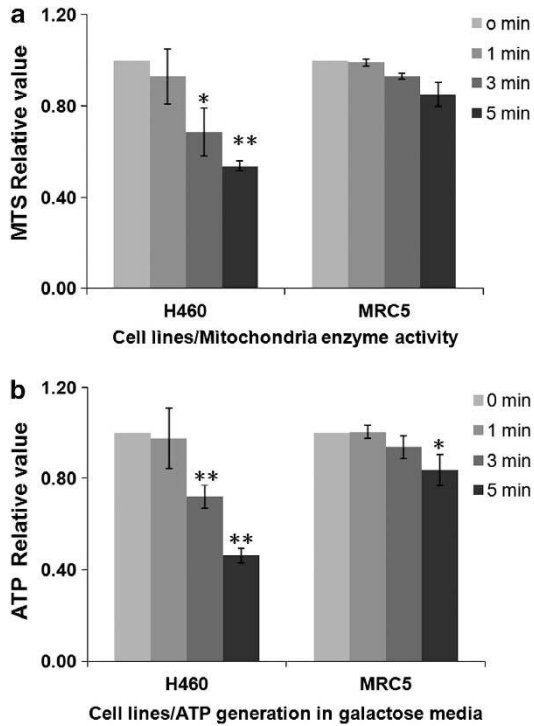 a
MTS Relative value
1.20
0.80
0.40
0.00
*
**
o min
1 min
3 min
5 min
H460
MRC5
Cell lines/Mitochondria enzyme activity
b
ATP Relative value
1.20
0.80
0.40
0.00
**
**
*
0 min
1 min
3 min
5 min
H460
MRC5
Cell lines/ATP generation in galactose media